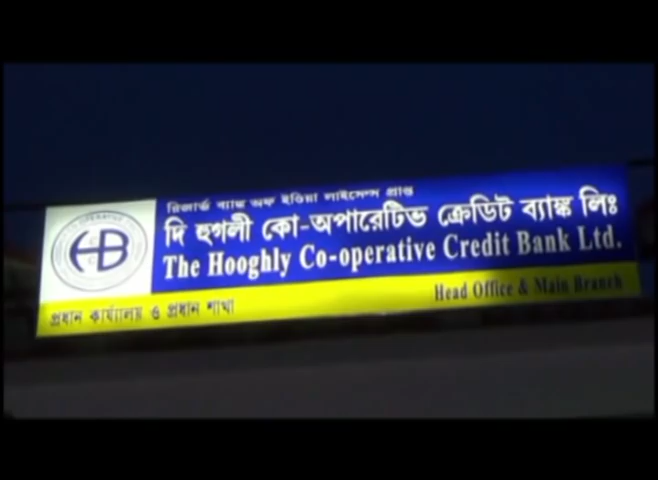 রিজার্ভ ব্যাঙ্ক অফ ইন্ডিয়া লাইসেন্স প্রাপ্ত
দি হুগলী কো-অপারেটিভ ক্রেডিট ব্যাঙ্ক লিঃ
The Hooghly Co-operative Credit Bank Ltd.
প্রধান কার্য্যালয় ও প্রধান শাখা
Head Office & Main Branch
HB